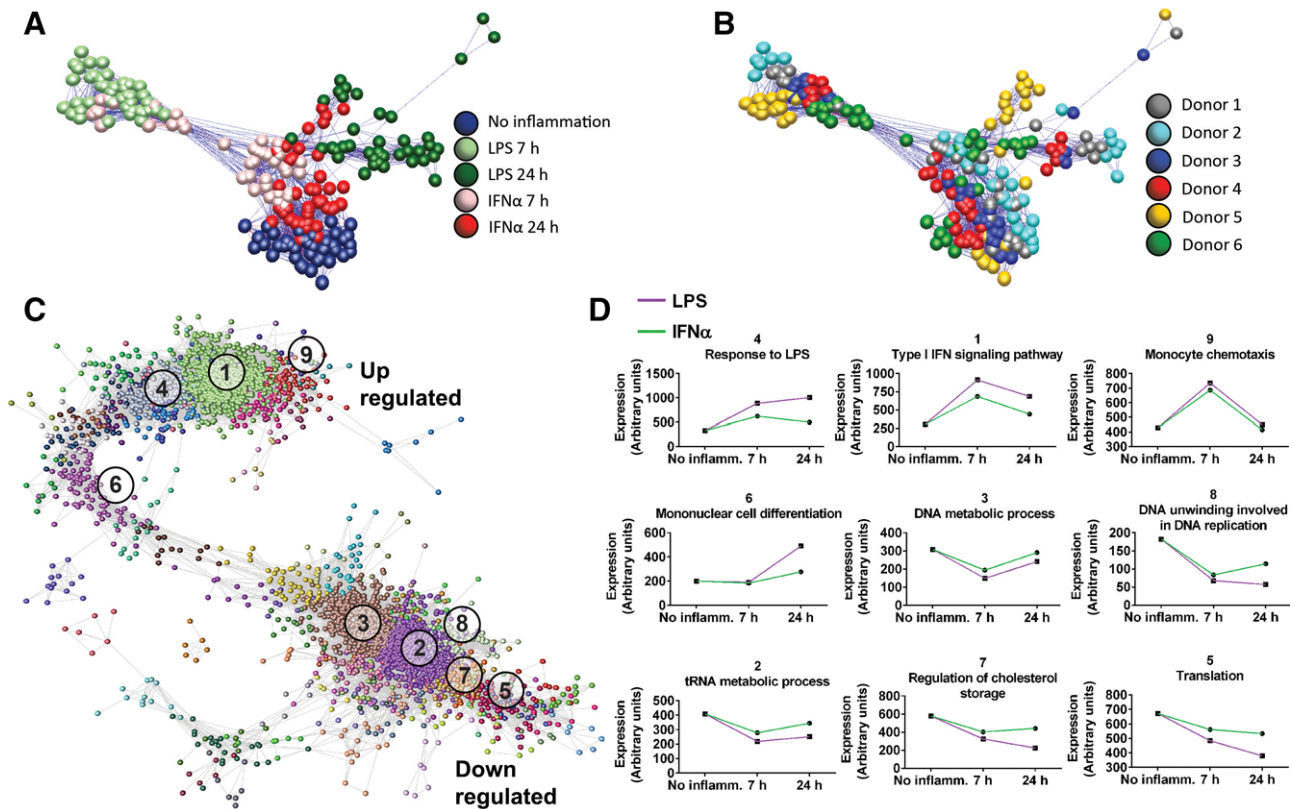 A
No inflammation
LPS 7 h
LPS 24 h
IFNα 7 h
IFNα 24 h
B
Donor 1
Donor 2
Donor 3
Donor 4
Donor 5
Donor 6
C
9
1
4
Up
regulated
6
3
8
2
7
5
Down
regulated
D
LPS
IFNα
4
Response to LPS
Expression
(Arbitrary units)
1500
1000
500
0
No inflamm. 7 h 24 h
1
Type I IFN signaling pathway
Expression
(Arbitrary units)
1000
750
500
250
0
No inflamm. 7 h 24 h
9
Monocyte chemotaxis
Expression
(Arbitrary units)
800
700
600
500
400
300
No inflamm. 7 h 24 h
6
Mononuclear cell differentiation
Expression
(Arbitrary units)
600
400
200
0
No inflamm. 7 h 24 h
3
DNA metabolic process
Expression
(Arbitrary units)
400
300
200
100
0
No inflamm. 7 h 24 h
8
DNA unwinding involved
in DNA replication
Expression
(Arbitrary units)
200
150
100
50
0
No inflamm. 7 h 24 h
2
tRNA metabolic process
Expression
(Arbitrary units)
500
400
300
200
100
0
No inflamm. 7 h 24 h
7
Regulation of cholesterol
storage
Expression
(Arbitrary units)
800
600
400
200
0
No inflamm. 7 h 24 h
5
Translation
Expression
(Arbitrary units)
800
700
600
500
400
300
No inflamm. 7 h 24 h